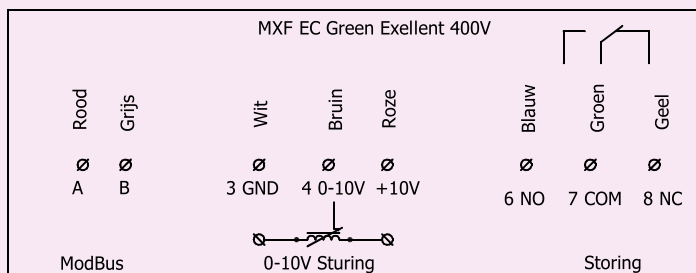 MXF EC Green Exellent 400V
Rood Grijs Wit Bruin Roze Blauw Groen Geel
A B 3 GND 4 0-10V +10V 6 NO 7 COM 8 NC
ModBus 0-10V Sturing Storing